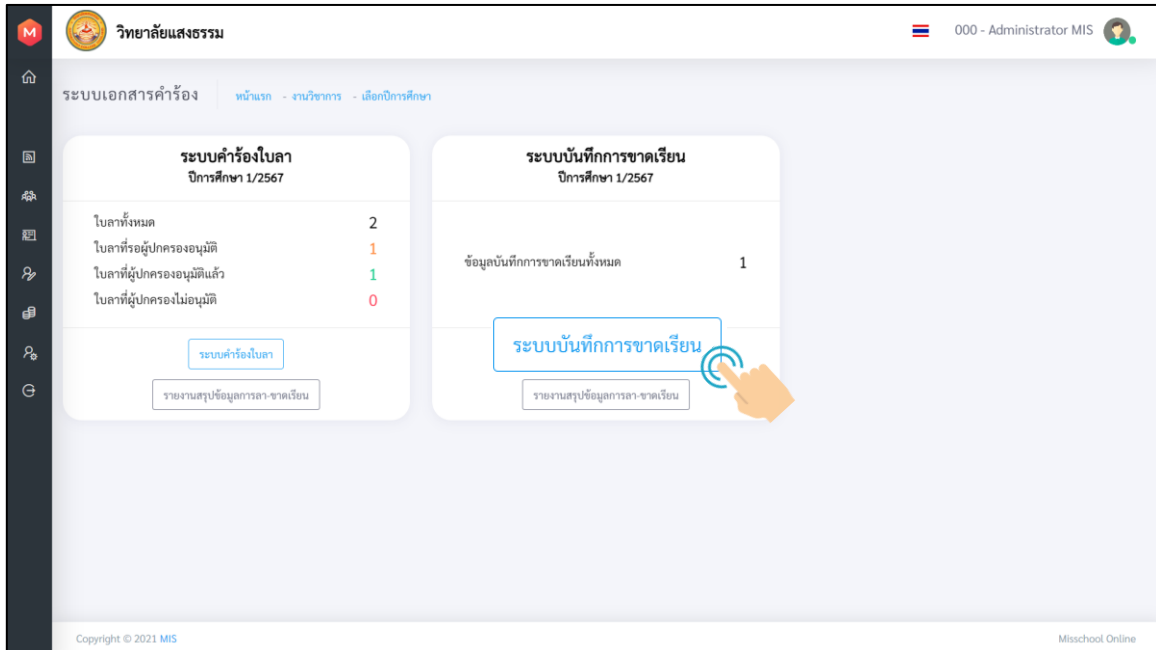 M
วิทยาลัยแสงธรรม
000 - Administrator MIS
ระบบเอกสารคำร้อง
หน้าแรก - งานวิชาการ - เลือกปีการศึกษา
ระบบคำร้องใบลา
ปีการศึกษา 1/2567
ใบลาทั้งหมด 2
ใบลาที่รอผู้ปกครองอนุมัติ 1
ใบลาที่ผู้ปกครองอนุมัติแล้ว 1
ใบลาที่ผู้ปกครองไม่อนุมัติ 0
ระบบคำร้องใบลา
รายงานสรุปข้อมูลการลา-ขาดเรียน
ระบบบันทึกการขาดเรียน
ปีการศึกษา 1/2567
ข้อมูลบันทึกการขาดเรียนทั้งหมด 1
ระบบบันทึกการขาดเรียน
รายงานสรุปข้อมูลการลา-ขาดเรียน
Copyright © 2021 MIS
Misschool Online